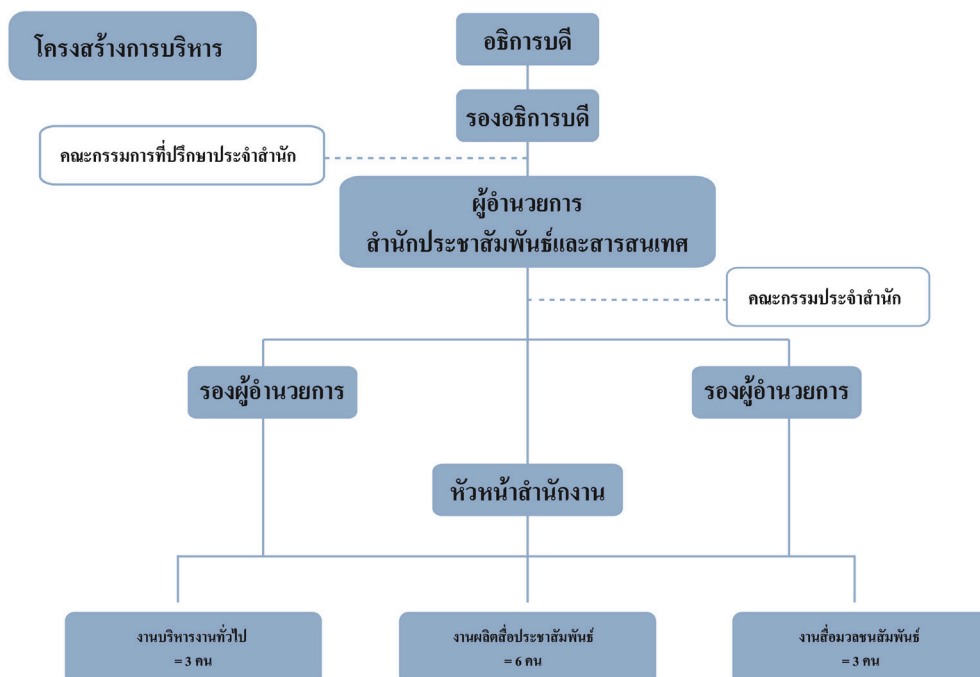 โครงสร้างการบริหาร
อธิการบดี
รองอธิการบดี
คณะกรรมการที่ปรึกษาประจำสำนัก
ผู้อำนวยการ
สำนักประชาสัมพันธ์และสารสนเทศ
คณะกรรมประจำสำนัก
รองผู้อำนวยการ
รองผู้อำนวยการ
หัวหน้าสำนักงาน
งานบริหารงานทั่วไป
= 3 คน
งานผลิตสื่อประชาสัมพันธ์
= 6 คน
งานสื่อมวลชนสัมพันธ์
= 3 คน